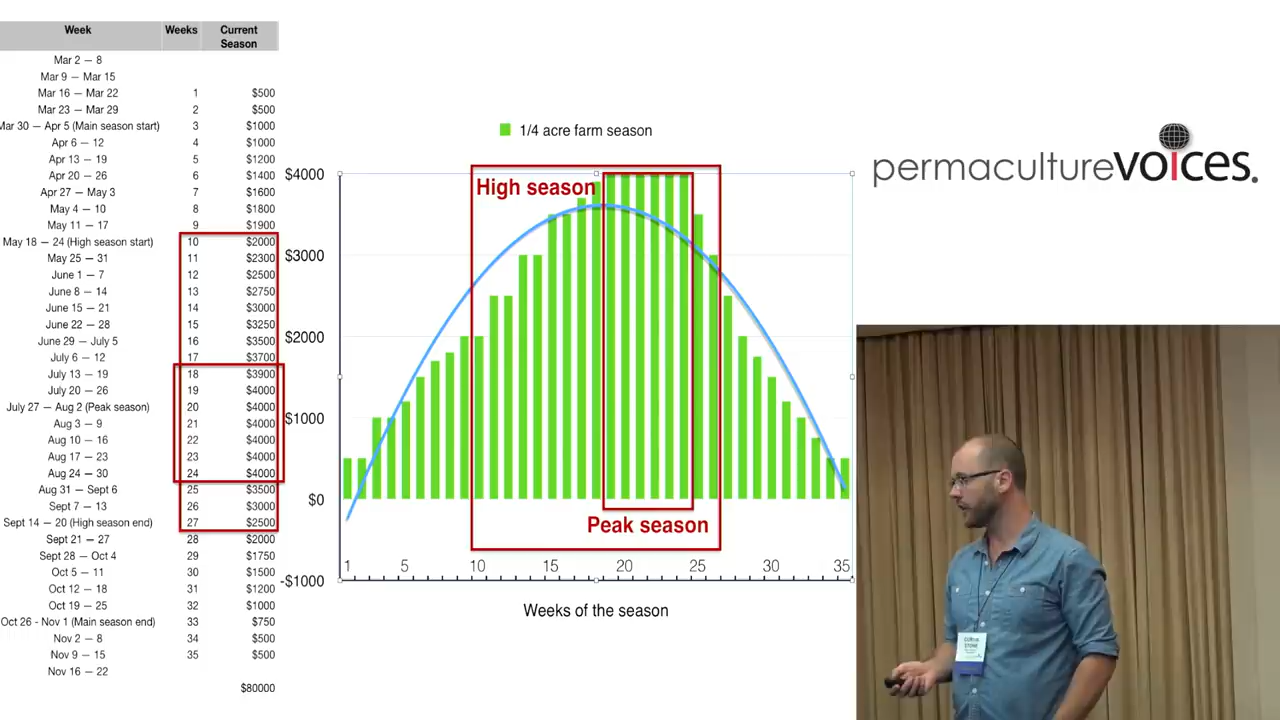 Week Weeks Current
Season
Mar 2 — 8
Mar 9 — Mar 15
Mar 16 — Mar 22 1 $500
Mar 23 — Mar 29 2 $500
Mar 30 — Apr 5 (Main season start) 3 $1000
Apr 6 — 12 4 $1000
Apr 13 — 19 5 $1200
Apr 20 — 26 6 $1400
Apr 27 — May 3 7 $1600
May 4 — 10 8 $1800
May 11 — 17 9 $1900
May 18 — 24 (High season start) 10 $2000
May 25 — 31 11 $2300
June 1 — 7 12 $2500
June 8 — 14 13 $2750
June 15 — 21 14 $3000
June 22 — 28 15 $3250
June 29 — July 5 16 $3500
July 6 — 12 17 $3700
July 13 — 19 18 $3900
July 20 — 26 19 $4000
July 27 — Aug 2 (Peak season) 20 $4000
Aug 3 — 9 21 $4000
Aug 10 — 16 22 $4000
Aug 17 — 23 23 $4000
Aug 24 — 30 24 $4000
Aug 31 — Sept 6 25 $3500
Sept 7 — 13 26 $3000
Sept 14 — 20 (High season end) 27 $2500
Sept 21 — 27 28 $2000
Sept 28 — Oct 4 29 $1750
Oct 5 — 11 30 $1500
Oct 12 — 18 31 $1200
Oct 19 — 25 32 $1000
Oct 26 - Nov 1 (Main season end) 33 $750
Nov 2 — 8 34 $500
Nov 9 — 15 35 $500
Nov 16 — 22
$80000
1/4 acre farm season
$4000
High season
$3000
$2000
$1000
$0
Peak season
-$1000
1 5 10 15 20 25 30 35
Weeks of the season
permaculturevoices.
CURTIS
STONE